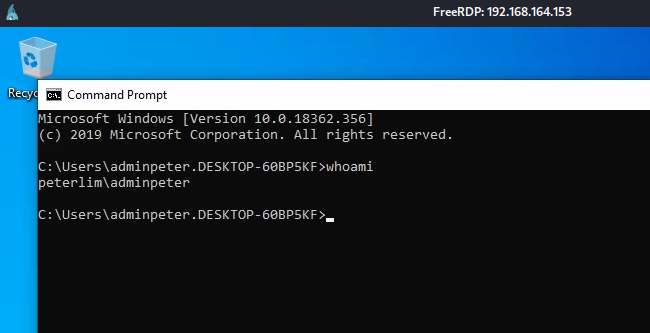 FreeRDP: 192.168.164.153
Recyc
Command Prompt
Microsoft Windows [Version 10.0.18362.356]
(c) 2019 Microsoft Corporation. All rights reserved.
C:\Users\adminpeter.DESKTOP-60BP5KF>whoami
peterlim\adminpeter
C:\Users\adminpeter.DESKTOP-60BP5KF>